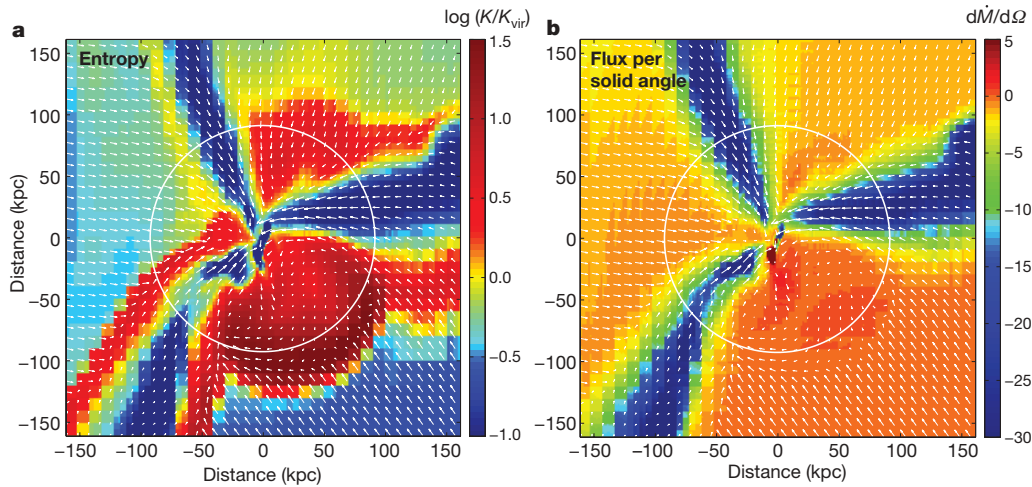 a
log (K/Kvir)
Entropy
150
100
50
0
−50
−100
−150
Distance (kpc)
−150 −100 −50 0 50 100 150
Distance (kpc)
1.5
1.0
0.5
0.0
−0.5
−1.0
b
dṀ/dΩ
Flux per
solid angle
150
100
50
0
−50
−100
−150
−150 −100 −50 0 50 100 150
Distance (kpc)
5
0
−5
−10
−15
−20
−25
−30